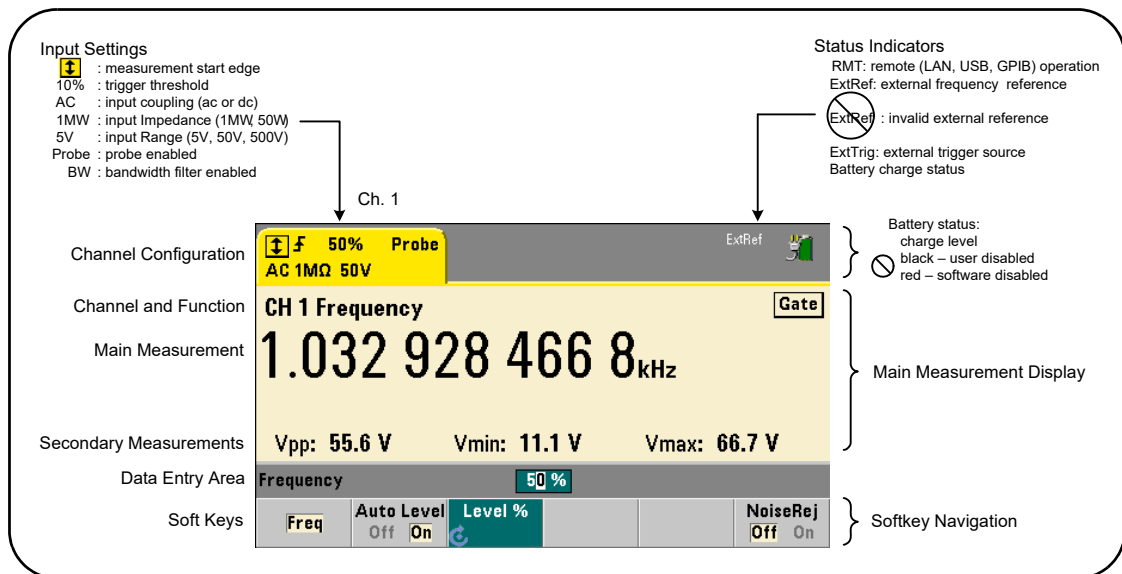 Input Settings
: measurement start edge
10% : trigger threshold
AC : input coupling (ac or dc)
1MW : input Impedance (1MW, 50W)
5V : input Range (5V, 50V, 500V)
Probe : probe enabled
BW : bandwidth filter enabled
Status Indicators
RMT: remote (LAN, USB, GPIB) operation
ExtRef: external frequency reference
ExtRef : invalid external reference
ExtTrig: external trigger source
Battery charge status
Ch. 1
Channel Configuration
50% Probe
AC 1MΩ 50V
ExtRef
Battery status:
charge level
black – user disabled
red – software disabled
Channel and Function
CH 1 Frequency
Gate
Main Measurement
1.032 928 466 8 kHz
Main Measurement Display
Secondary Measurements
Vpp: 55.6 V Vmin: 11.1 V Vmax: 66.7 V
Data Entry Area
Frequency 50 %
Soft Keys
Freq
Auto Level
Off On
Level %
NoiseRej
Off On
Softkey Navigation